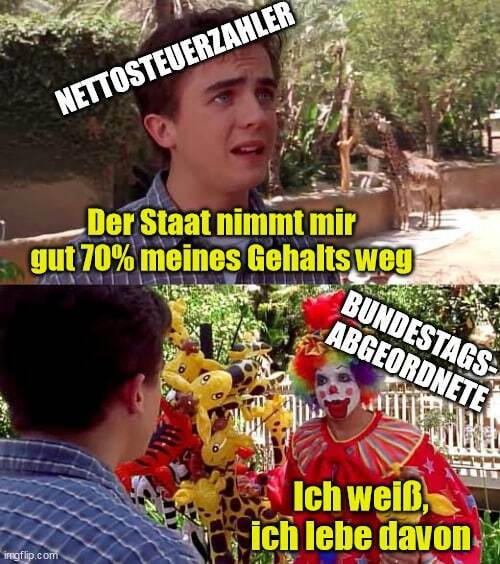 NETTOSTEUERZAHLER
Der Staat nimmt mir
gut 70% meines Gehalts weg
BUNDESTAGS-
ABGEORDNETE
Ich weiß,
ich lebe davon
imgflip.com